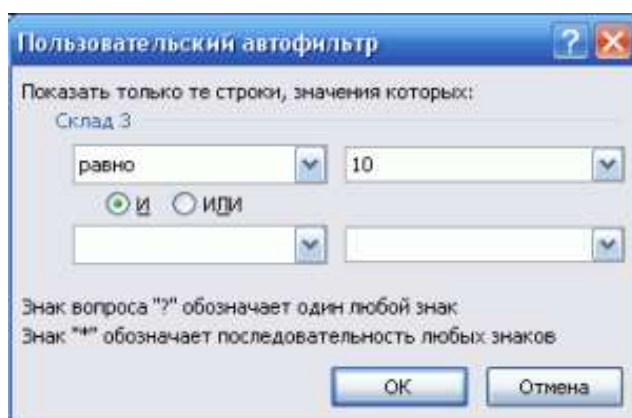 Пользовательский автофильтр
Показать только те строки, значения которых:
Склад 3
равно 10
И ИЛИ
Знак вопроса "?" обозначает один любой знак
Знак "*" обозначает последовательность любых знаков
ОК Отмена